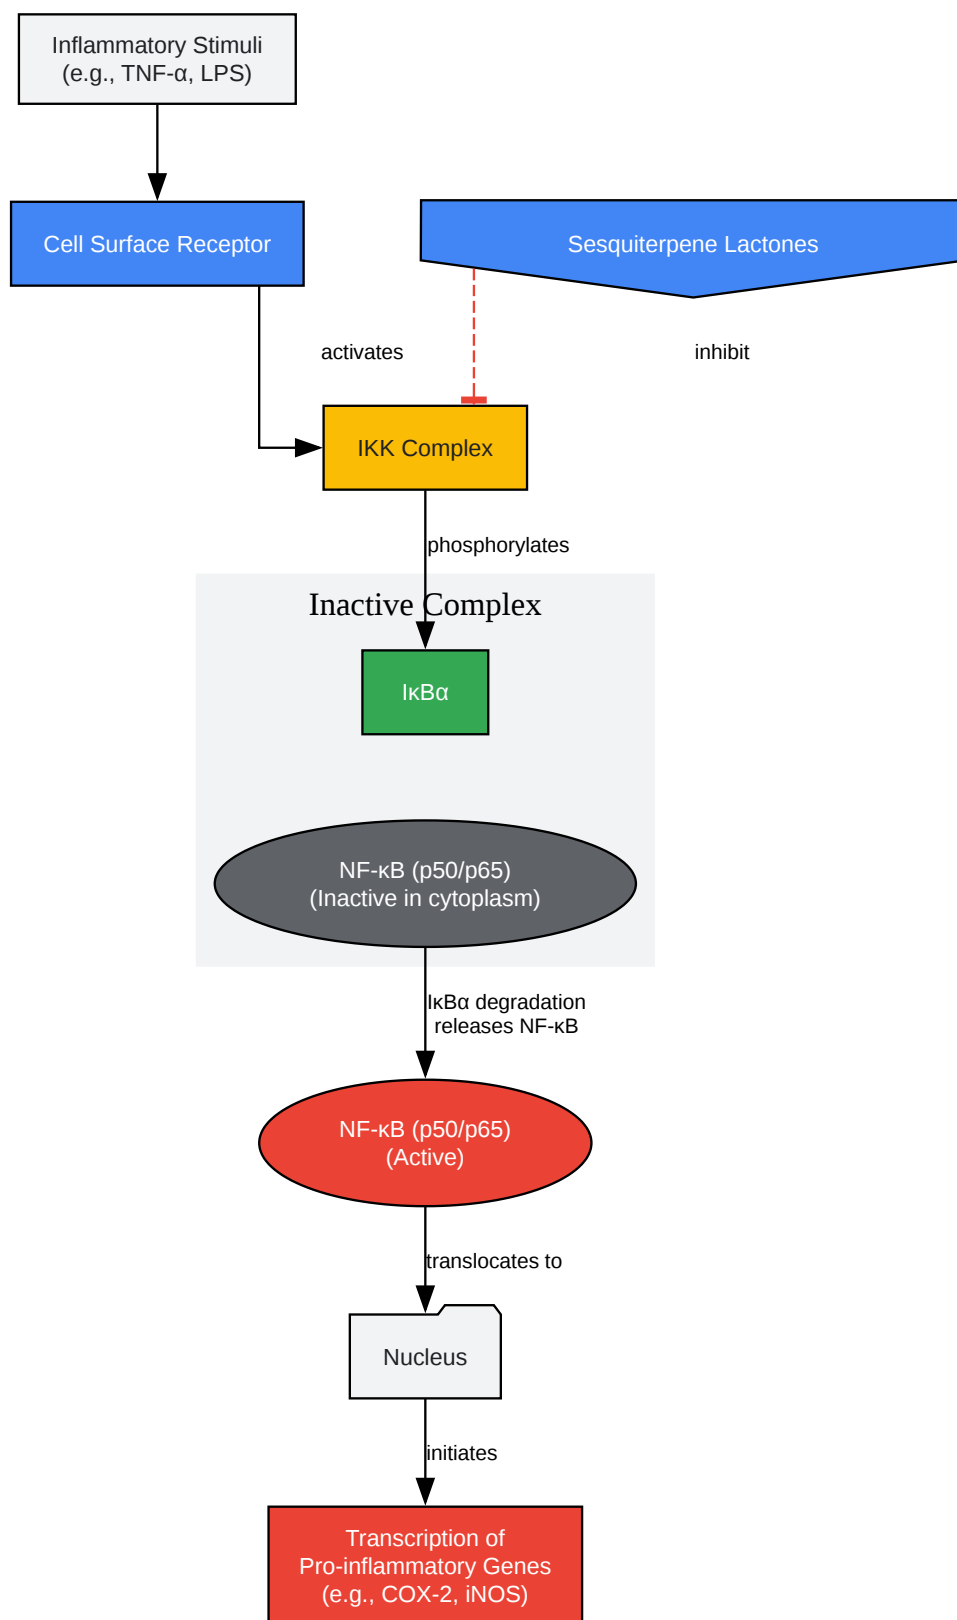 Inflammatory Stimuli
(e.g., TNF-α, LPS)
Cell Surface Receptor
Sesquiterpene Lactones
activates
inhibit
IKK Complex
phosphorylates
Inactive Complex
IκBα
NF-κB (p50/p65)
(Inactive in cytoplasm)
IκBα degradation
releases NF-κB
NF-κB (p50/p65)
(Active)
translocates to
Nucleus
initiates
Transcription of
Pro-inflammatory Genes
(e.g., COX-2, iNOS)